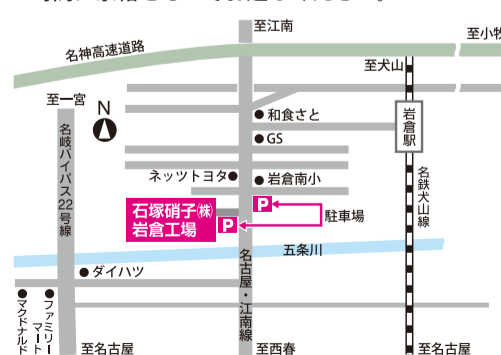 至江南
至小牧
名神高速道路
至犬山
至一宮
N
和食さと
岩倉駅
GS
名岐バイパス22号線
ネッツトヨタ
岩倉南小
名鉄犬山線
石塚硝子㈱
岩倉工場
P
P
駐車場
五条川
ダイハツ
名古屋・江南線
マクドナルド
ファミリー
マート
至名古屋
至西春
至名古屋